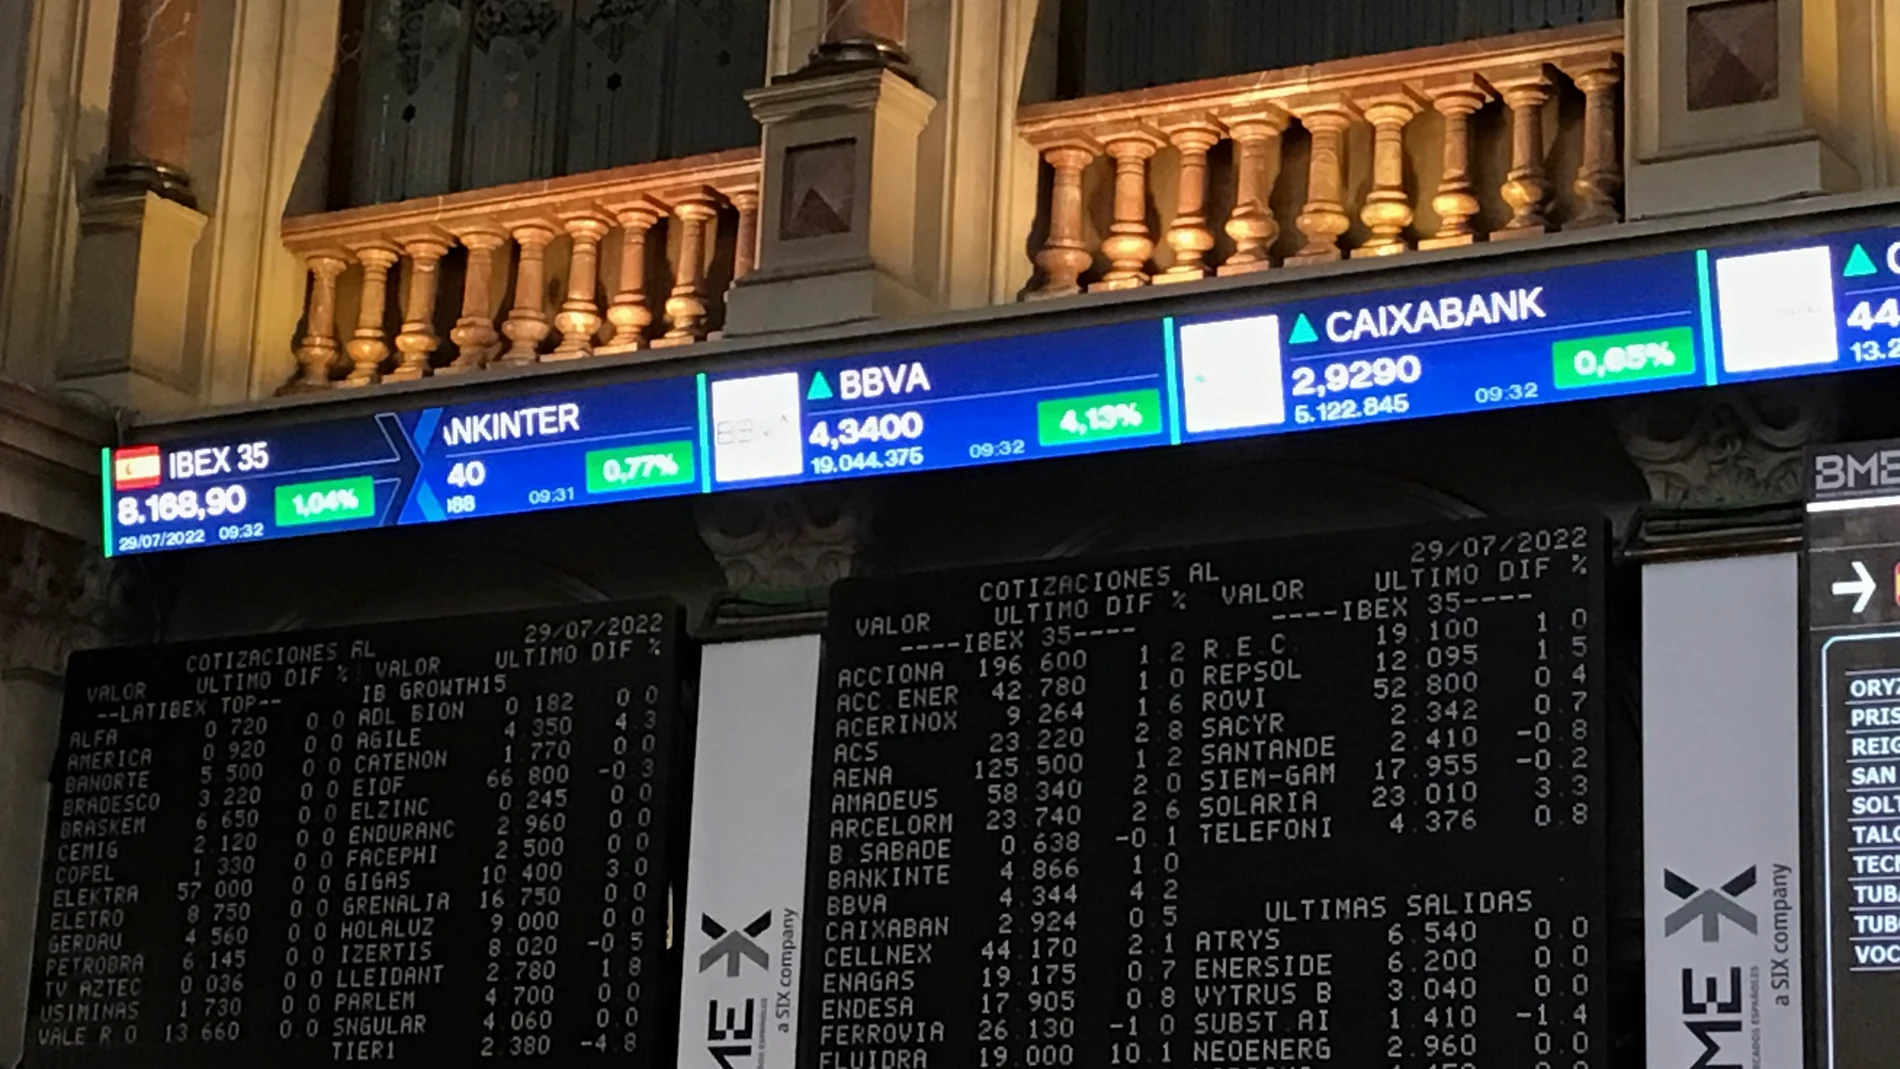 IBEX 35
8.168,90 1,04%
29/07/2022 09:32
NKINTER
40 0,77%
88 09:31
BBVA
4,3400 4,13%
19.044.375 09:32
CAIXABANK
2,9290 0,65%
5.122.845 09:32
44
13.2
29/07/2022
COTIZACIONES AL
VALOR ULTIMO DIF % VALOR ULTIMO DIF %
--LATIBEX TOP-- IB GROWTH15
ALFA 0.720 0.0 ADL BION 0.182 0.0
AMERICA 0.920 0.0 AGILE 4.350 4.3
BANORTE 5.500 0.0 CATENON 1.770 0.0
BRADESCO 3.220 0.0 EIDF 66.800 -0.3
BRASKEM 6.650 0.0 ELZINC 0.245 0.0
CEMIG 2.120 0.0 ENDURANC 2.960 0.0
COPEL 1.330 0.0 FACEPHI 2.500 0.0
ELEKTRA 57.000 0.0 GIGAS 10.400 3.0
ELETRO 8.750 0.0 GRENALIA 16.750 0.0
GERDAU 4.560 0.0 HOLALUZ 9.000 0.0
PETROBRA 6.145 0.0 IZERTIS 8.020 -0.5
TV AZTEC 0.036 0.0 LLEIDANT 2.780 1.8
USIMINAS 1.730 0.0 PARLEM 4.700 0.0
VALE R O 13.660 0.0 SNGULAR 4.060 0.0
TIER1 2.380 -4.8
BME X
a SIX company
29/07/2022
COTIZACIONES AL
VALOR ULTIMO DIF % VALOR ULTIMO DIF %
----IBEX 35---- ----IBEX 35----
ACCIONA 196.600 1.2 R.E.C. 19.100 1.0
ACC.ENER 42.780 1.0 REPSOL 12.095 1.5
ACERINOX 9.264 1.6 ROVI 52.800 0.4
ACS 23.220 2.8 SACYR 2.342 0.7
AENA 125.500 1.2 SANTANDE 2.410 -0.8
AMADEUS 58.340 2.0 SIEM-GAM 17.955 -0.2
ARCELORM 23.740 2.6 SOLARIA 23.010 3.3
B.SABADE 0.638 -0.1 TELEFONI 4.376 0.8
BANKINTE 4.866 1.0
BBVA 4.344 4.2
CAIXABAN 2.924 0.5 ULTIMAS SALIDAS
CELLNEX 44.170 2.1 ATRYS 6.540 0.0
ENAGAS 19.175 0.7 ENERSIDE 6.200 0.0
ENDESA 17.905 0.8 VYTRUS B 3.040 0.0
FERROVIA 26.130 -1.0 SUBST.AI 1.410 -1.4
FLUIDRA 19.000 10.1 NEOENERG 2.960 0.0
ME X
a SIX company
BME
ORYZ
PRIS
REIG
SAN
SOLT
TALG
TECN
TUBA
TUBO
VOC